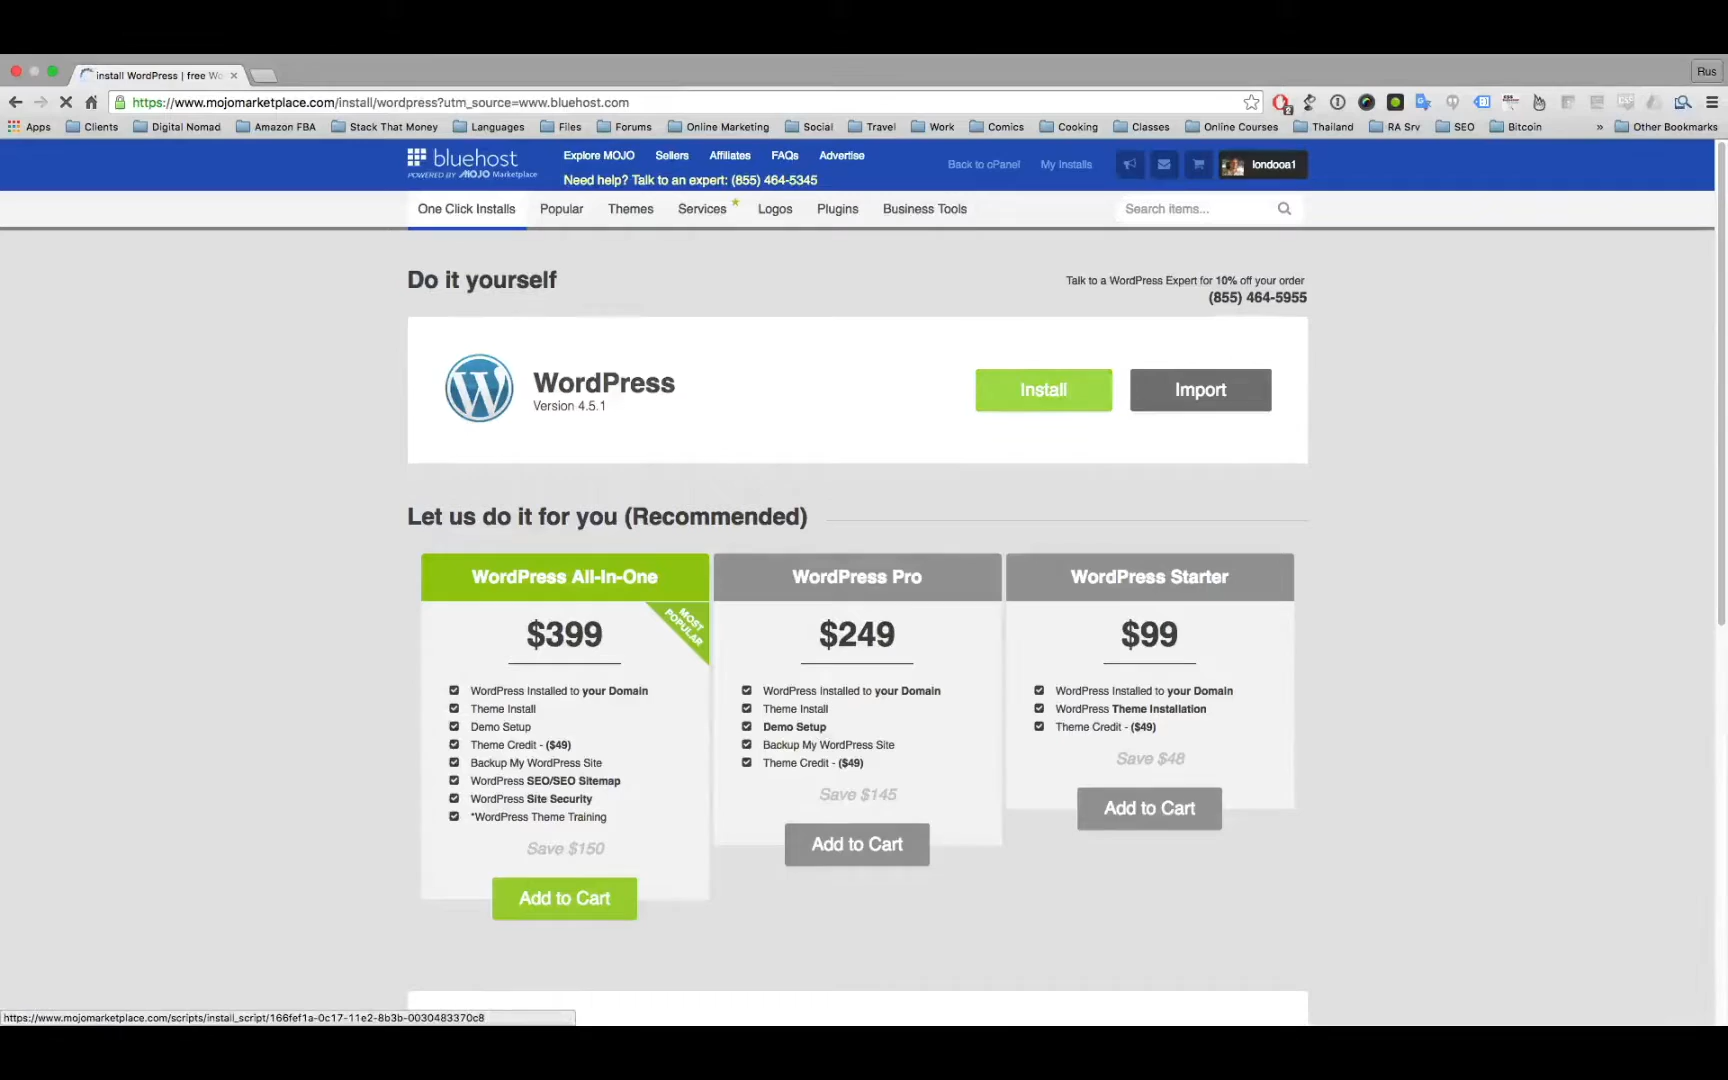 install WordPress | free Wo
Rus
https://www.mojomarketplace.com/install/wordpress?utm_source=www.bluehost.com
Apps Clients Digital Nomad Amazon FBA Stack That Money Languages Files Forums Online Marketing Social Travel Work Comics Cooking Classes Online Courses Thailand RA Srv SEO Bitcoin » Other Bookmarks
bluehost
POWERED BY MOJO Marketplace
Explore MOJO Sellers Affiliates FAQs Advertise
Need help? Talk to an expert: (855) 464-5345
Back to cPanel My Installs londooa1
One Click Installs Popular Themes Services Logos Plugins Business Tools Search items...
Do it yourself
Talk to a WordPress Expert for 10% off your order
(855) 464-5955
WordPress
Version 4.5.1
Install Import
Let us do it for you (Recommended)
WordPress All-In-One
MOST POPULAR
$399
WordPress Installed to your Domain
Theme Install
Demo Setup
Theme Credit - ($49)
Backup My WordPress Site
WordPress SEO/SEO Sitemap
WordPress Site Security
*WordPress Theme Training
Save $150
Add to Cart
WordPress Pro
$249
WordPress Installed to your Domain
Theme Install
Demo Setup
Backup My WordPress Site
Theme Credit - ($49)
Save $145
Add to Cart
WordPress Starter
$99
WordPress Installed to your Domain
WordPress Theme Installation
Theme Credit - ($49)
Save $48
Add to Cart
https://www.mojomarketplace.com/scripts/install_script/166fef1a-0c17-11e2-8b3b-0030483370c8